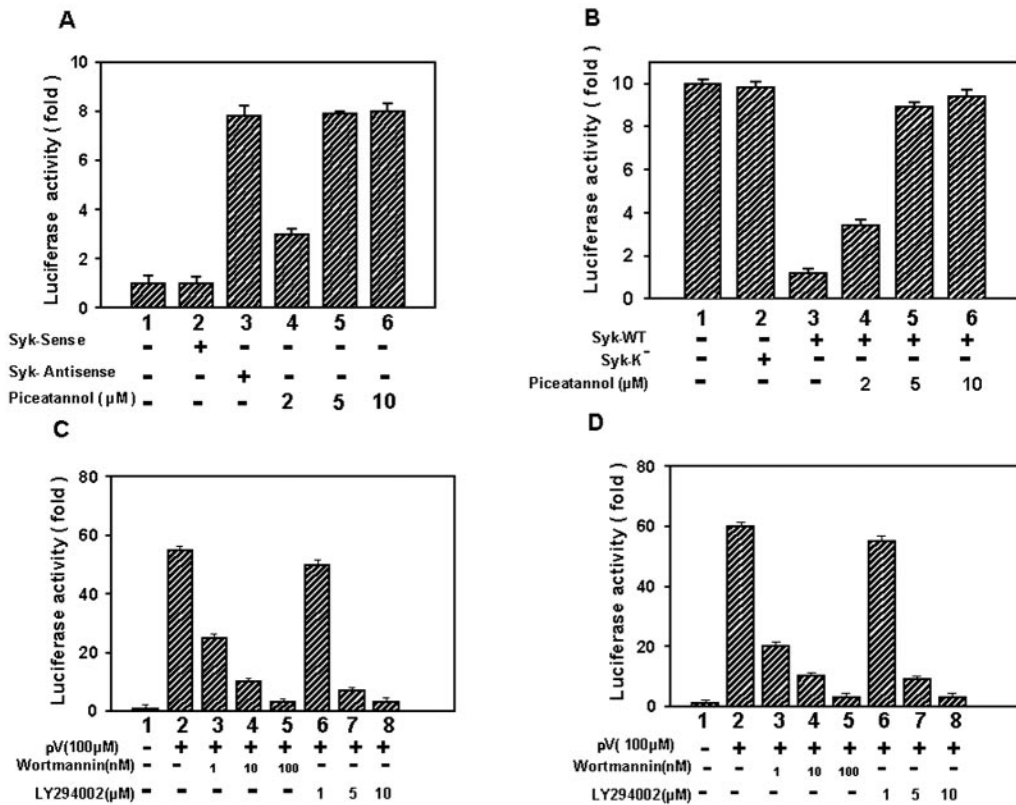 A
Luciferase activity ( fold )
10
8
6
4
2
0
1 2 3 4 5 6
Syk-Sense - + - - - -
Syk- Antisense - - + - - -
Piceatannol ( µM ) - - - 2 5 10
B
Luciferase activity ( fold )
10
8
6
4
2
0
1 2 3 4 5 6
Syk-WT - - + + + +
Syk-K⁻ - + - - - -
Piceatannol (µM) - - - 2 5 10
C
Luciferase activity ( fold )
80
60
40
20
0
1 2 3 4 5 6 7 8
pV(100µM) - + + + + + + +
Wortmannin(nM) - - 1 10 100 - - -
LY294002(µM) - - - - - 1 5 10
D
Luciferase activity ( fold )
80
60
40
20
0
1 2 3 4 5 6 7 8
pV( 100µM) - + + + + + + +
Wortmannin(nM) - - 1 10 100 - - -
LY294002(µM) - - - - - 1 5 10